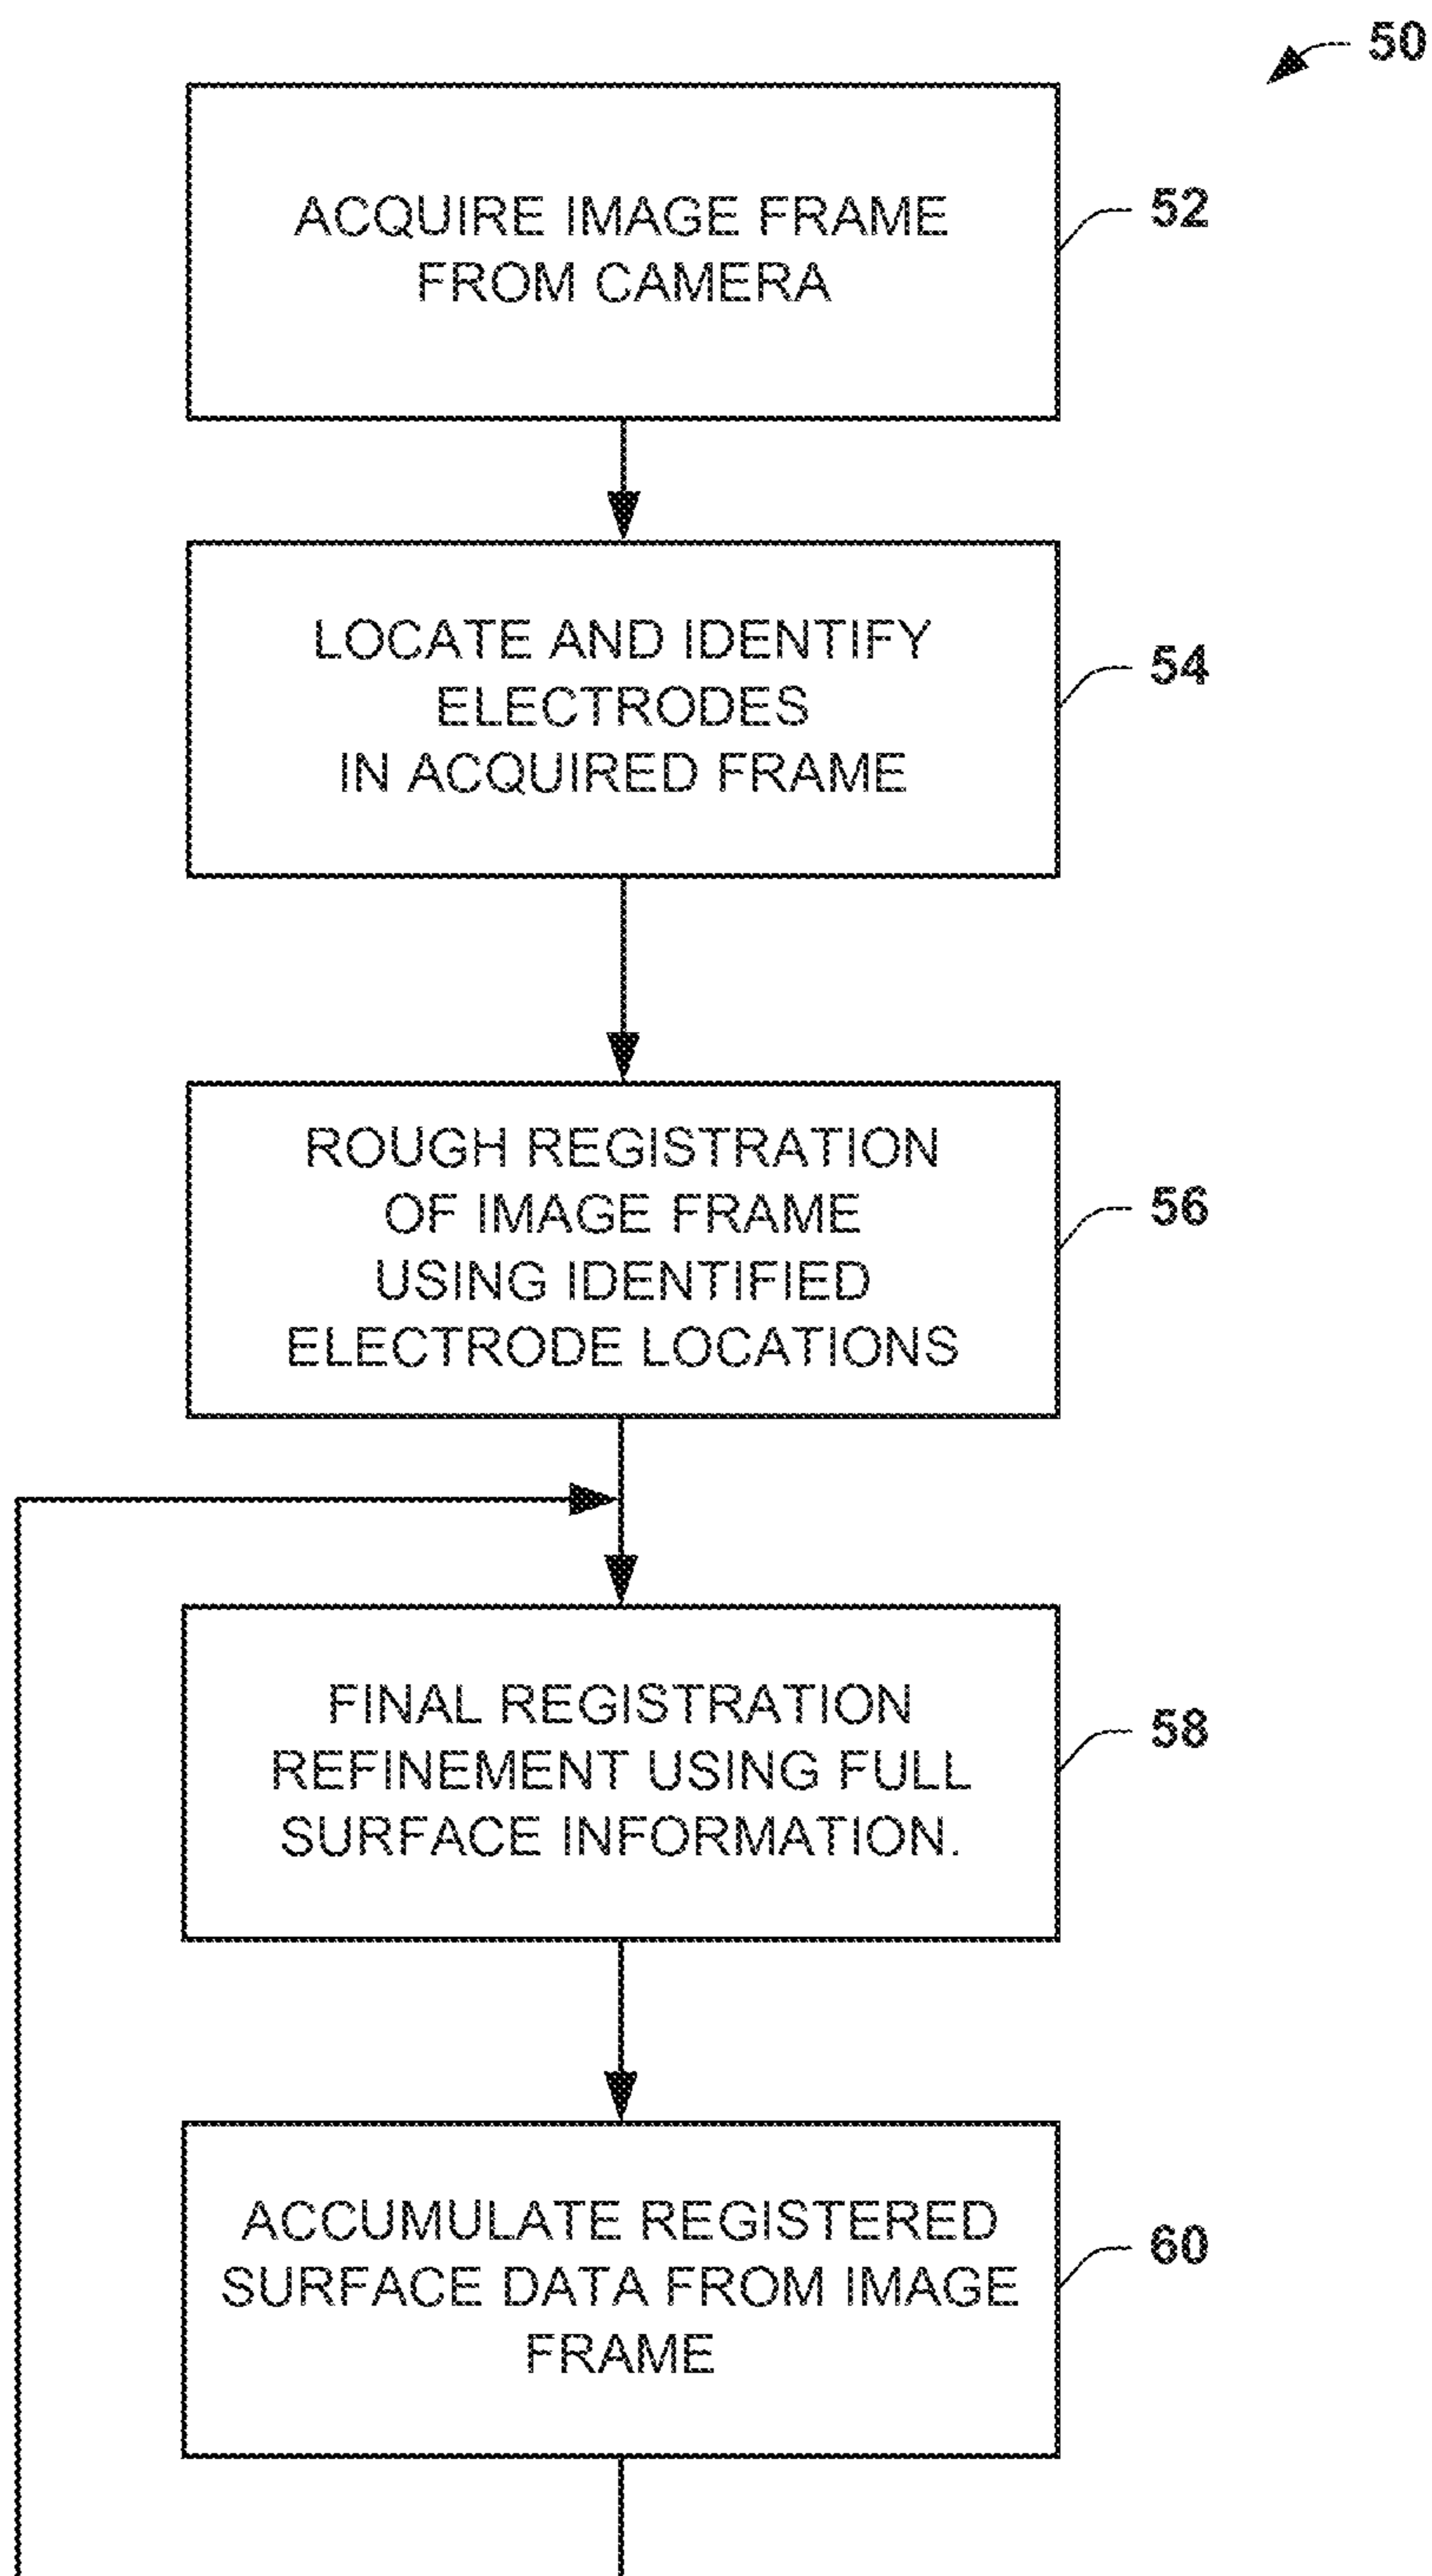 50
ACQUIRE IMAGE FRAME
FROM CAMERA
52
LOCATE AND IDENTIFY
ELECTRODES
IN ACQUIRED FRAME
54
ROUGH REGISTRATION
OF IMAGE FRAME
USING IDENTIFIED
ELECTRODE LOCATIONS
56
FINAL REGISTRATION
REFINEMENT USING FULL
SURFACE INFORMATION.
58
ACCUMULATE REGISTERED
SURFACE DATA FROM IMAGE
FRAME
60